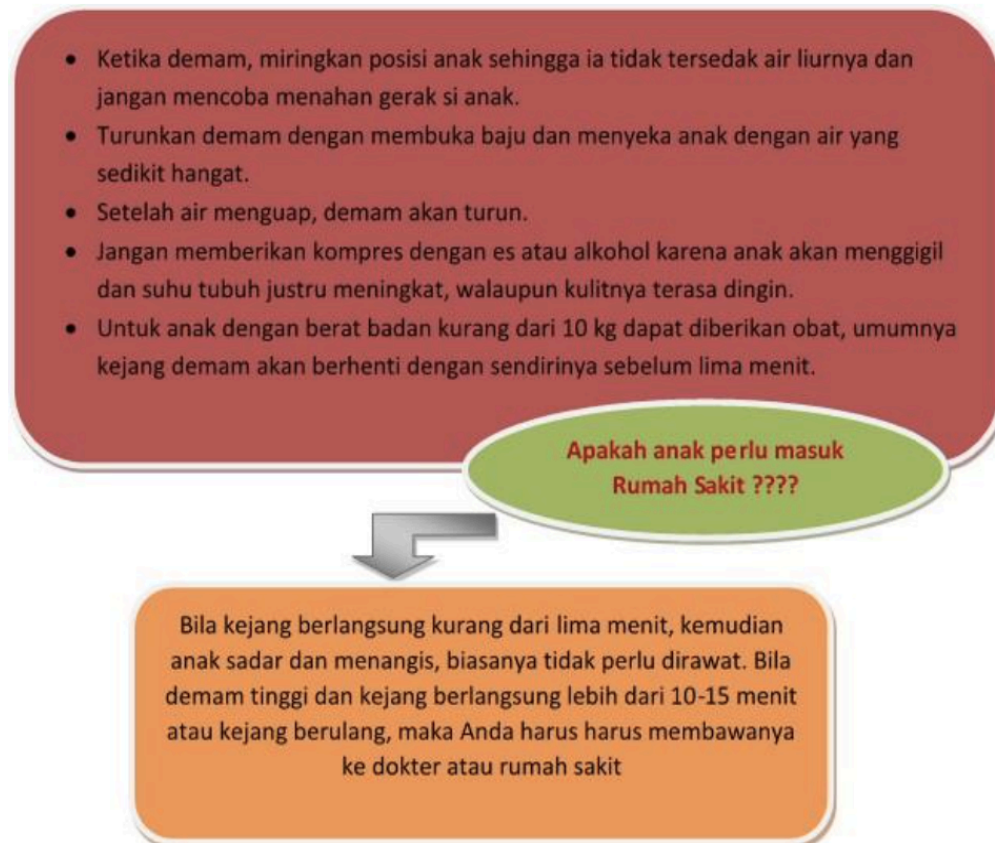 • Ketika demam, miringkan posisi anak sehingga ia tidak tersedak air liurnya dan
jangan mencoba menahan gerak si anak.
• Turunkan demam dengan membuka baju dan menyeka anak dengan air yang
sedikit hangat.
• Setelah air menguap, demam akan turun.
• Jangan memberikan kompres dengan es atau alkohol karena anak akan menggigil
dan suhu tubuh justru meningkat, walaupun kulitnya terasa dingin.
• Untuk anak dengan berat badan kurang dari 10 kg dapat diberikan obat, umumnya
kejang demam akan berhenti dengan sendirinya sebelum lima menit.
Apakah anak perlu masuk
Rumah Sakit ????
Bila kejang berlangsung kurang dari lima menit, kemudian
anak sadar dan menangis, biasanya tidak perlu dirawat. Bila
demam tinggi dan kejang berlangsung lebih dari 10-15 menit
atau kejang berulang, maka Anda harus harus membawanya
ke dokter atau rumah sakit